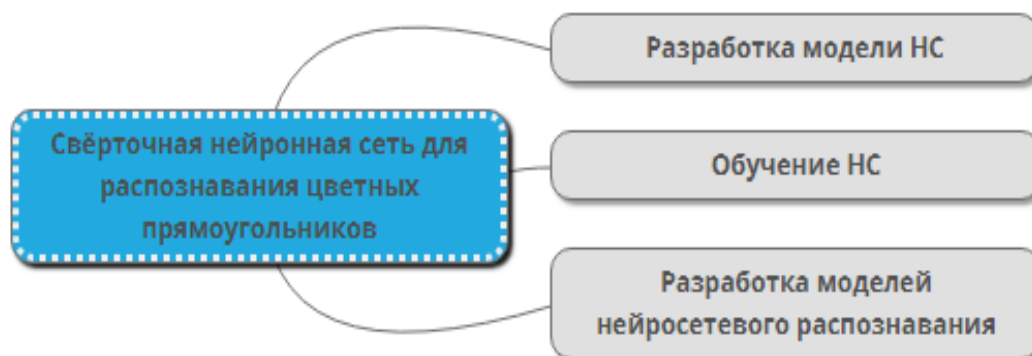 Свёрточная нейронная сеть для
распознавания цветных
прямоугольников
Разработка модели НС
Обучение НС
Разработка моделей
нейросетевого распознавания